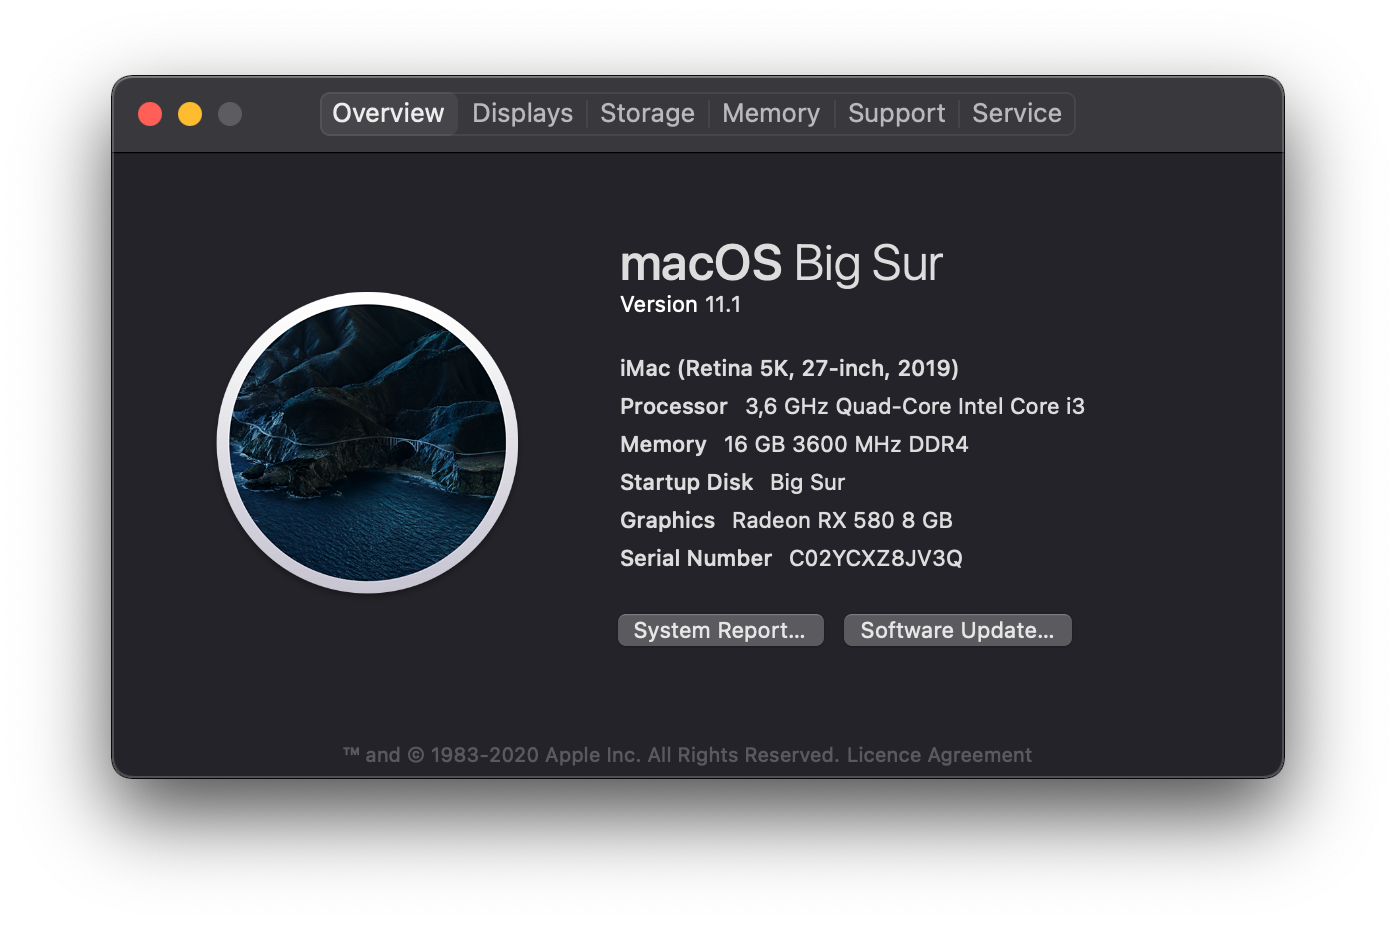 Overview Displays Storage Memory Support Service
macOS Big Sur
Version 11.1
iMac (Retina 5K, 27-inch, 2019)
Processor 3,6 GHz Quad-Core Intel Core i3
Memory 16 GB 3600 MHz DDR4
Startup Disk Big Sur
Graphics Radeon RX 580 8 GB
Serial Number C02YCXZ8JV3Q
System Report... Software Update...
™ and © 1983-2020 Apple Inc. All Rights Reserved. Licence Agreement